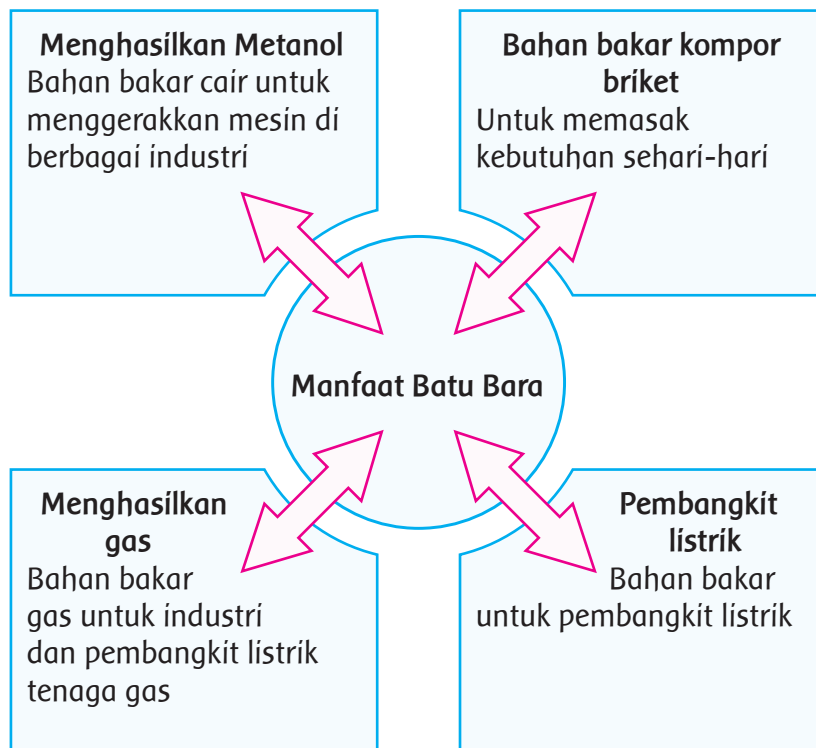 Menghasilkan Metanol
Bahan bakar cair untuk
menggerakkan mesin di
berbagai industri
Bahan bakar kompor
briket
Untuk memasak
kebutuhan sehari-hari
Manfaat Batu Bara
Menghasilkan
gas
Bahan bakar
gas untuk industri
dan pembangkit listrik
tenaga gas
Pembangkit
listrik
Bahan bakar
untuk pembangkit listrik